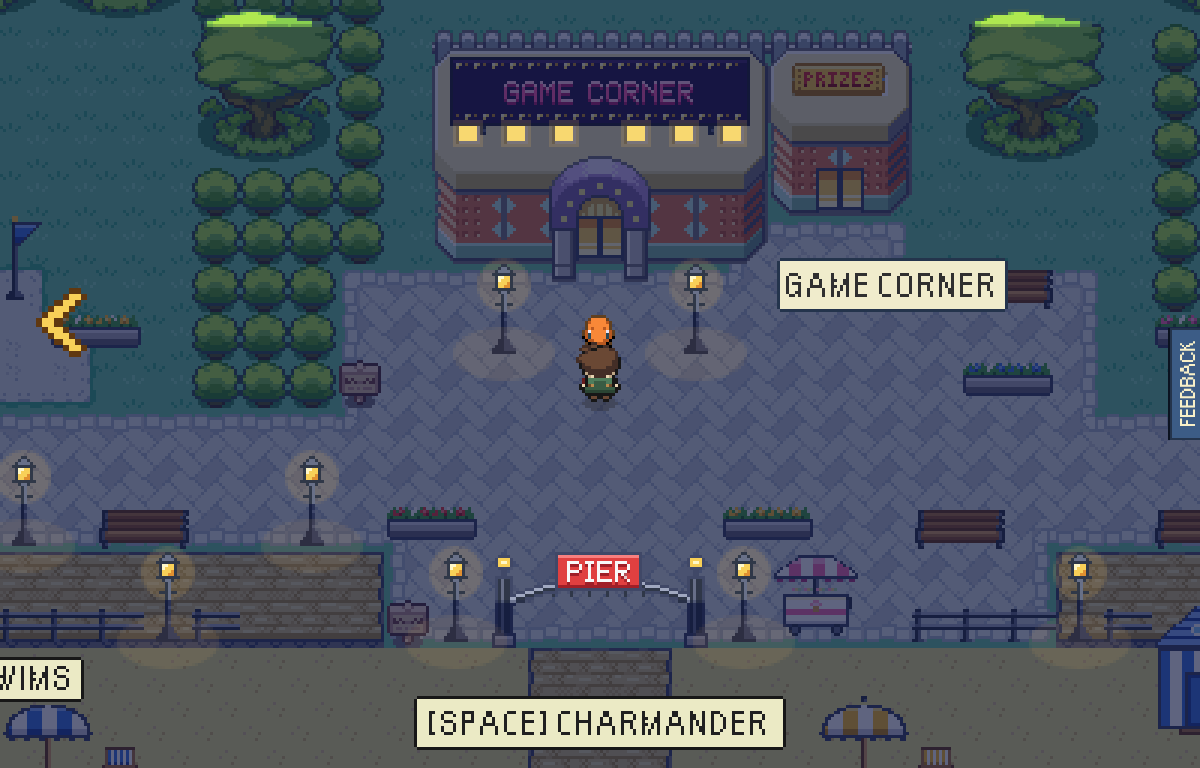 GAME CORNER
PRIZES
GAME CORNER
FEEDBACK
PIER
WIMS
[SPACE] CHARMANDER